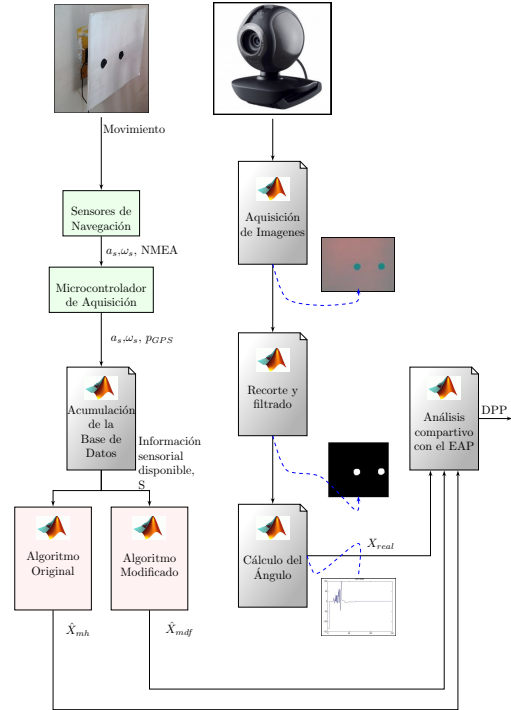 Movimiento
Sensores de
Navegación
a_s,ω_s, NMEA
Microcontrolador
de Aquisición
a_s,ω_s, p_GPS
Acumulación
de la
Base de
Datos
Información
sensorial
disponible,
S
Algoritmo
Original
Algoritmo
Modificado
X̂_mh
X̂_mdf
Aquisición
de Imagenes
Recorte y
filtrado
Cálculo del
Ángulo
X_real
Análisis
compartivo
con el EAP
DPP